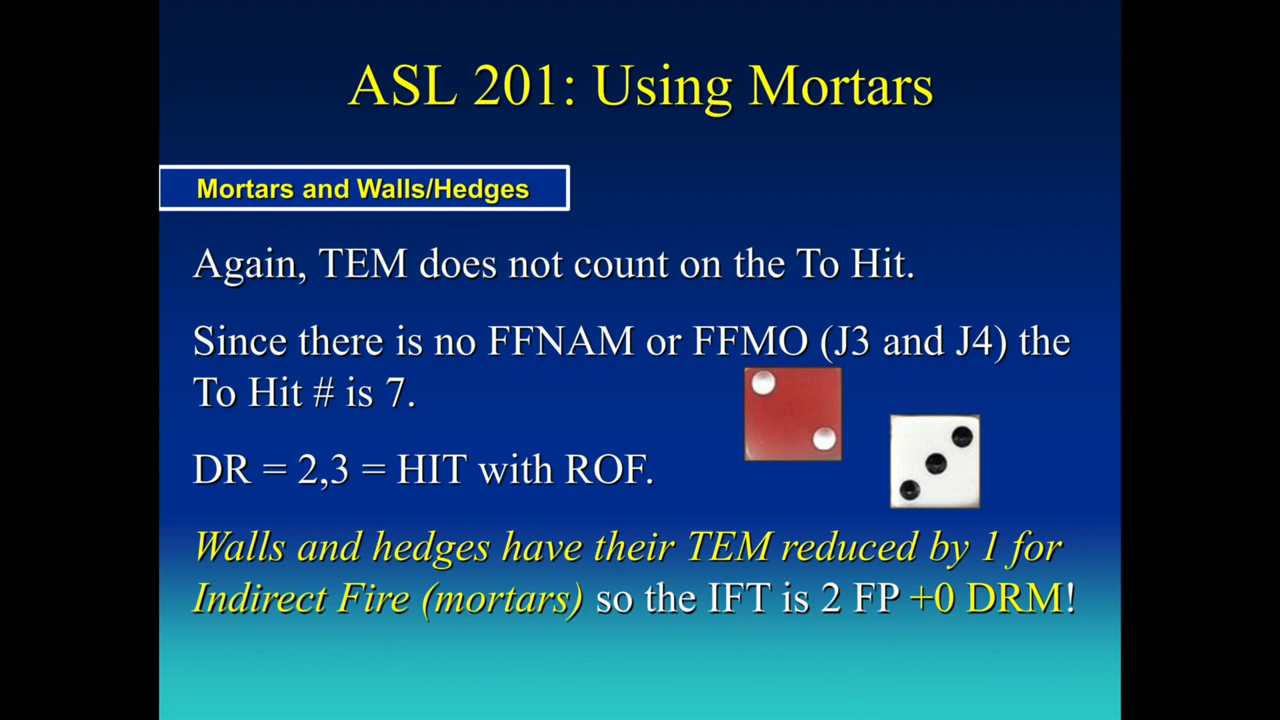 ASL 201: Using Mortars
Mortars and Walls/Hedges
Again, TEM does not count on the To Hit.
Since there is no FFNAM or FFMO (J3 and J4) the
To Hit # is 7.
DR = 2,3 = HIT with ROF.
Walls and hedges have their TEM reduced by 1 for
Indirect Fire (mortars) so the IFT is 2 FP +0 DRM!